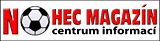 NOHEC MAGAZÍN
centrum informací